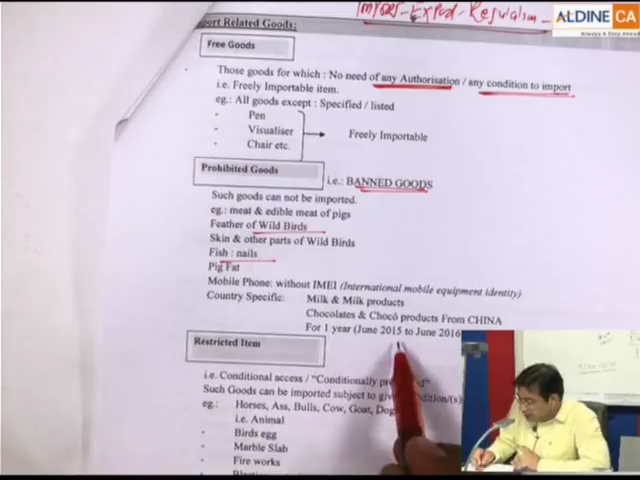 Import-Export-Regulation
ALDINE CA
Always A Step Ahead
port Related Goods:
Free Goods
Those goods for which : No need of any Authorisation / any condition to import
i.e. Freely Importable item.
eg.: All goods except : Specified / listed
- Pen
- Visualiser Freely Importable
- Chair etc.
Prohibited Goods
i.e.: BANNED GOODS
Such goods can not be imported.
eg.: meat & edible meat of pigs
Feather of Wild Birds
Skin & other parts of Wild Birds
Fish : nails
Pig Fat
Mobile Phone: without IMEI (International mobile equipment identity)
Country Specific: Milk & Milk products
Chocolates & Choco products From CHINA
For 1 year (June 2015 to June 2016
Restricted Item
i.e. Conditional access / "Conditionally
Such Goods can be imported subject to
eg.: Horses, Ass, Bulls, Cow, Goat, Dog
i.e. Animal
- Birds egg
- Marble Slab
- Fire works